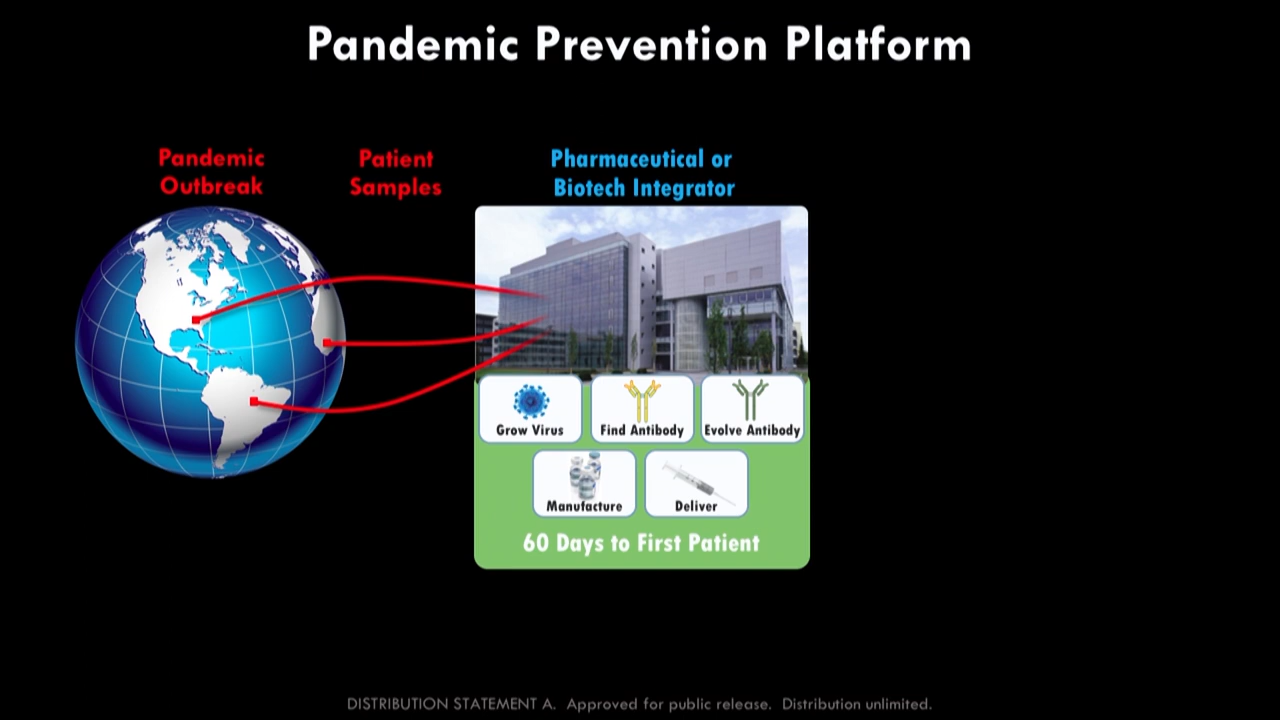 Pandemic Prevention Platform
Pandemic
Outbreak
Patient
Samples
Pharmaceutical or
Biotech Integrator
Grow Virus
Find Antibody
Evolve Antibody
Manufacture
Deliver
60 Days to First Patient
DISTRIBUTION STATEMENT A. Approved for public release. Distribution unlimited.